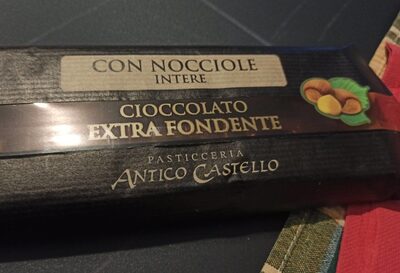 CON NOCCIOLE
INTERE
CIOCCOLATO
EXTRA FONDENTE
PASTICCERIA
ANTICO CASTELLO